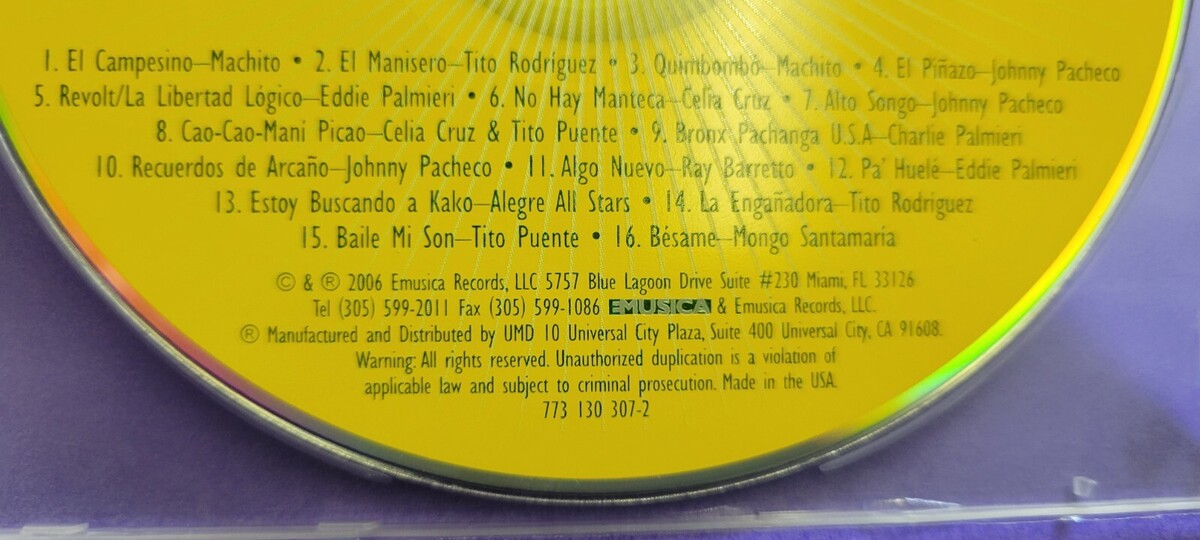 1. El Campesino—Machito • 2. El Manisero—Tito Rodríguez • 3. Quimbombó—Machito • 4. El Piñazo—Johnny Pacheco
5. Revolt/La Libertad Lógico—Eddie Palmieri • 6. No Hay Manteca—Celia Cruz • 7. Alto Songo—Johnny Pacheco
8. Cao-Cao-Mani Picao—Celia Cruz & Tito Puente • 9. Bronx Pachanga U.S.A—Charlie Palmieri
10. Recuerdos de Arcaño—Johnny Pacheco • 11. Algo Nuevo—Ray Barretto • 12. Pa' Huelé—Eddie Palmieri
13. Estoy Buscando a Kako—Alegre All Stars • 14. La Engañadora—Tito Rodríguez
15. Baile Mi Son—Tito Puente • 16. Bésame—Mongo Santamaría
© & ® 2006 Emusica Records, LLC 5757 Blue Lagoon Drive Suite #230 Miami, FL 33126
Tel (305) 599-2011 Fax (305) 599-1086 EMUSICA & Emusica Records, LLC.
® Manufactured and Distributed by UMD 10 Universal City Plaza, Suite 400 Universal City, CA 91608.
Warning: All rights reserved. Unauthorized duplication is a violation of
applicable law and subject to criminal prosecution. Made in the USA.
773 130 307-2